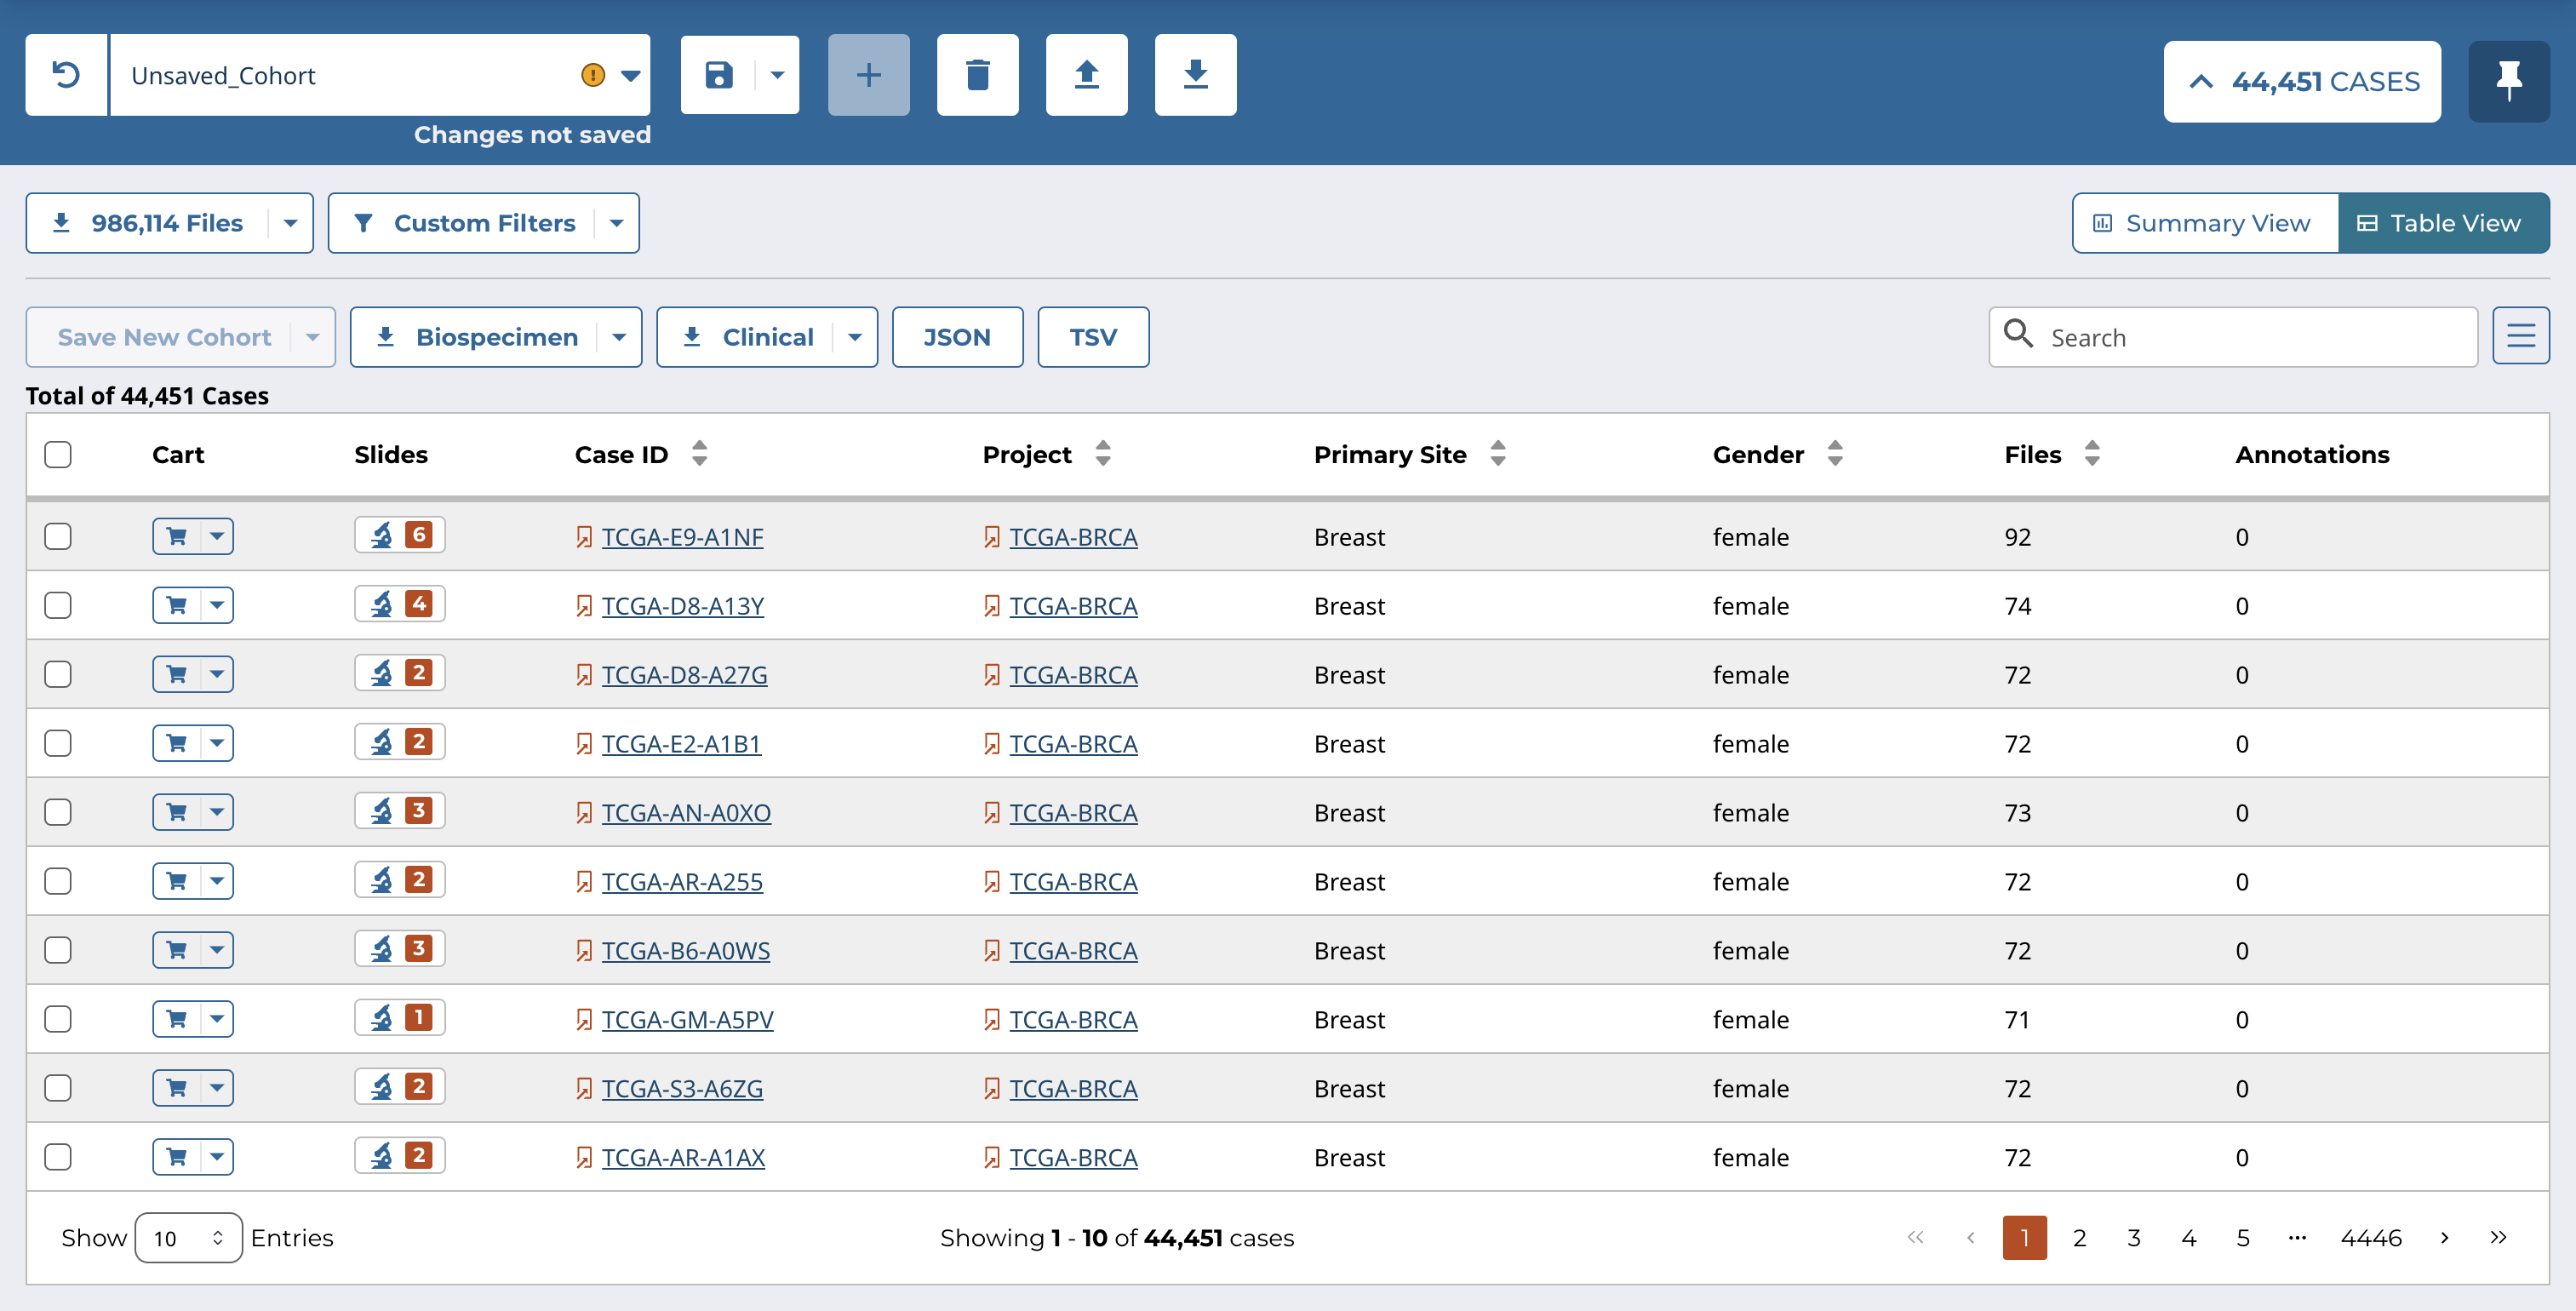 Unsaved_Cohort
44,451 CASES
Changes not saved
986,114 Files Custom Filters Summary View Table View
Save New Cohort Biospecimen Clinical JSON TSV Search
Total of 44,451 Cases
Cart Slides Case ID Project Primary Site Gender Files Annotations
6 TCGA-E9-A1NF TCGA-BRCA Breast female 92 0
4 TCGA-D8-A13Y TCGA-BRCA Breast female 74 0
2 TCGA-D8-A27G TCGA-BRCA Breast female 72 0
2 TCGA-E2-A1B1 TCGA-BRCA Breast female 72 0
3 TCGA-AN-A0XO TCGA-BRCA Breast female 73 0
2 TCGA-AR-A255 TCGA-BRCA Breast female 72 0
3 TCGA-B6-A0WS TCGA-BRCA Breast female 72 0
1 TCGA-GM-A5PV TCGA-BRCA Breast female 71 0
2 TCGA-S3-A6ZG TCGA-BRCA Breast female 72 0
2 TCGA-AR-A1AX TCGA-BRCA Breast female 72 0
Show 10 Entries Showing 1 - 10 of 44,451 cases « ‹ 1 2 3 4 5 ... 4446 › »